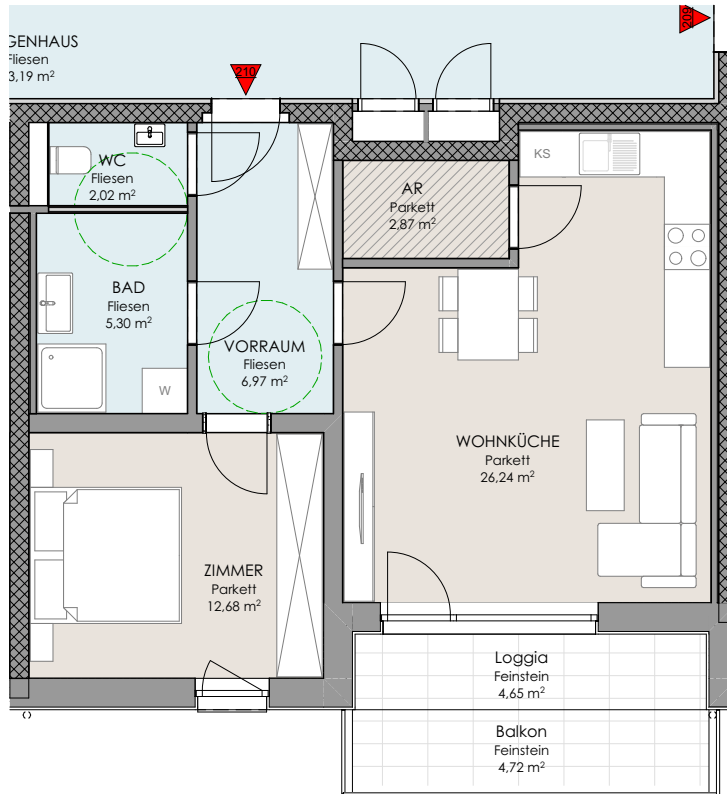 209
GENHAUS
Fliesen
3,19 m²
210
WC
Fliesen
2,02 m²
KS
AR
Parkett
2,87 m²
BAD
Fliesen
5,30 m²
VORRAUM
Fliesen
6,97 m²
W
WOHNKÜCHE
Parkett
26,24 m²
ZIMMER
Parkett
12,68 m²
Loggia
Feinstein
4,65 m²
Balkon
Feinstein
4,72 m²